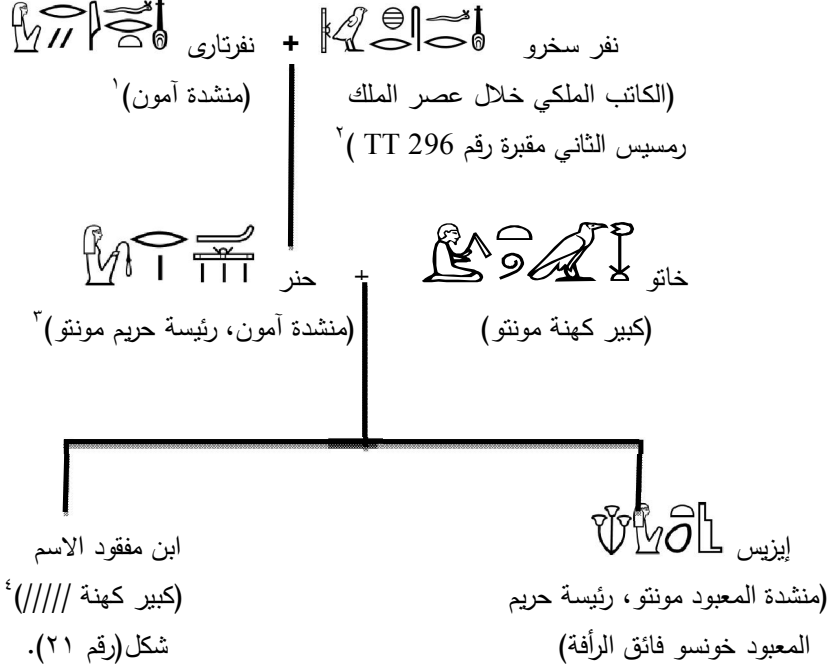 نفر سخرو + نفرتارى
(الكاتب الملكي خلال عصر الملك (منشدة آمون)١
رمسيس الثاني مقبرة رقم TT 296 )٢
خاتو + حنر
(كبير كهنة مونتو) (منشدة آمون، رئيسة حريم مونتو)٣
إيزيس ابن مفقود الاسم
(منشدة المعبود مونتو، رئيسة حريم (كبير كهنة /////)٤
المعبود خونسو فائق الرأفة) شكل(رقم ٢١).